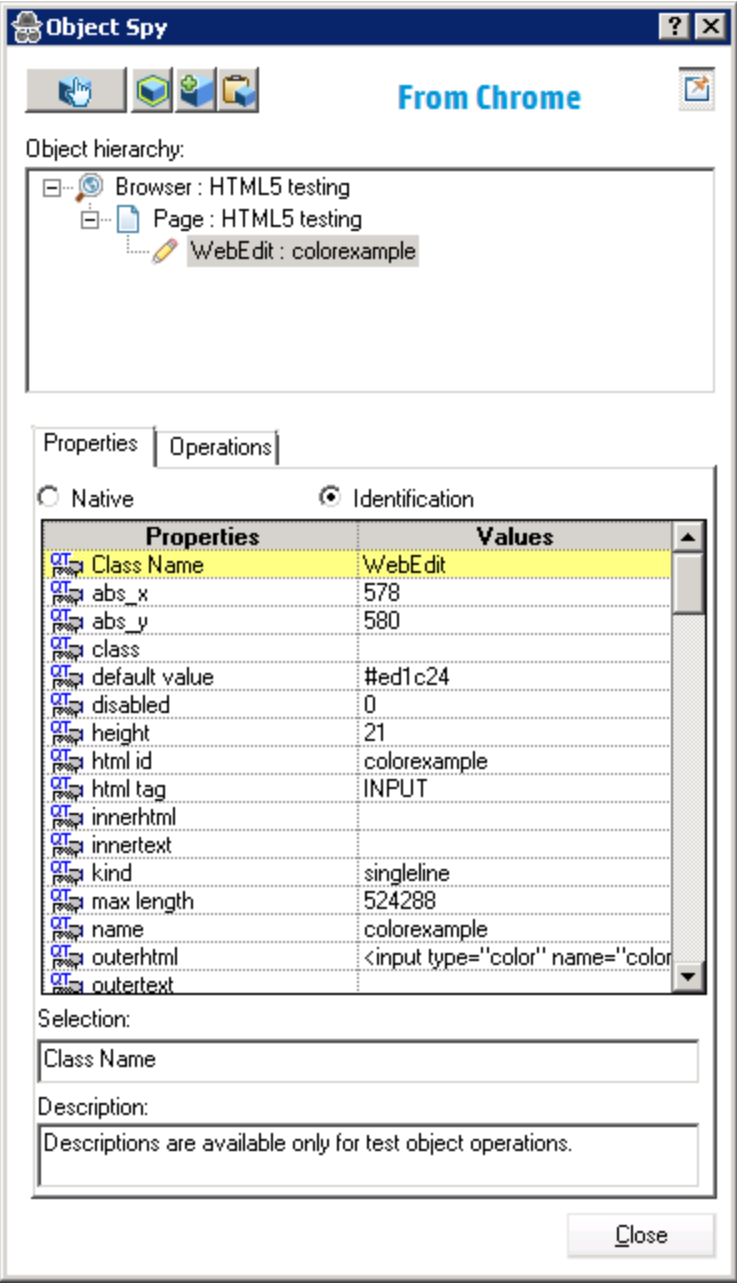 Object Spy
From Chrome
Object hierarchy:
Browser : HTML5 testing
Page : HTML5 testing
WebEdit : colorexample
Properties Operations
Native Identification
Properties Values
Class Name WebEdit
abs_x 578
abs_y 580
class
default value #ed1c24
disabled 0
height 21
html id colorexample
html tag INPUT
innerhtml
innertext
kind singleline
max length 524288
name colorexample
outerhtml <input type="color" name="color
outertext
Selection:
Class Name
Description:
Descriptions are available only for test object operations.
Close